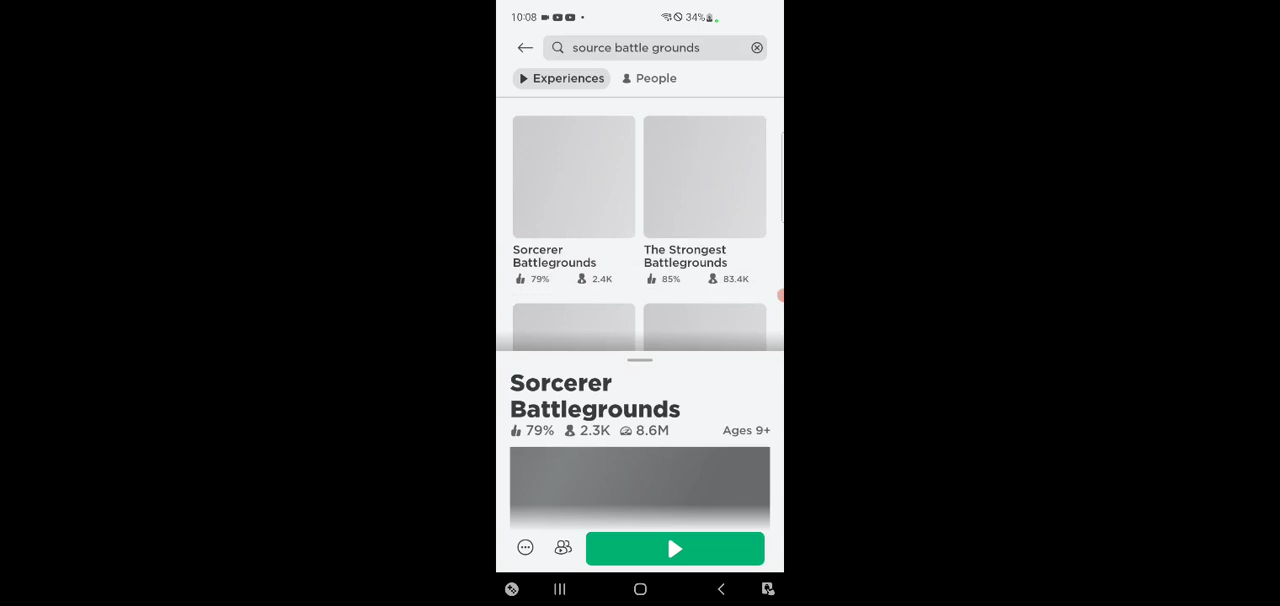 10:08 34%
source battle grounds
Experiences People
Sorcerer
Battlegrounds
79% 2.4K
The Strongest
Battlegrounds
85% 83.4K
Sorcerer
Battlegrounds
79% 2.3K 8.6M Ages 9+